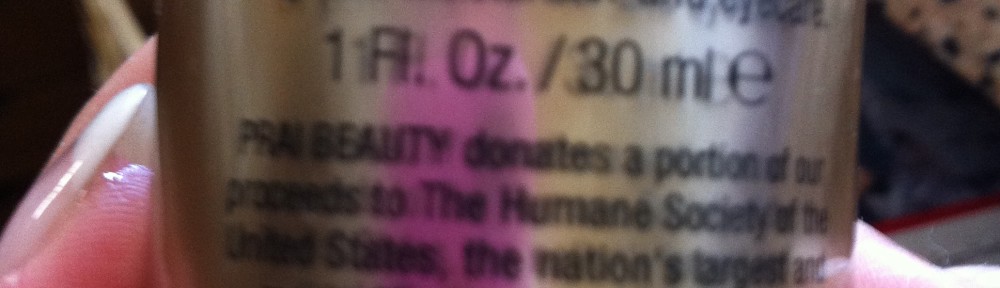 1 Fl. Oz. / 30 ml e
PRAI BEAUTY donates a portion of our
proceeds to The Humane Society of the
United States, the nation's largest and